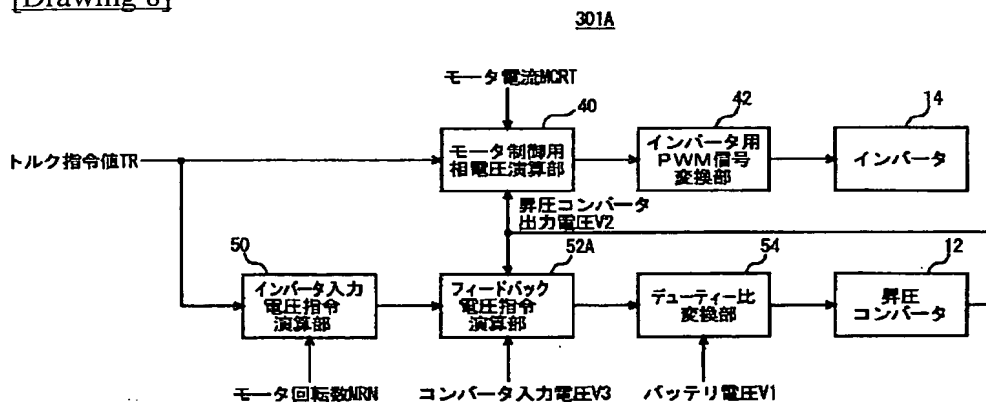 [Drawing 8]
301A
モータ電流MCRT
40
42
14
トルク指令値TR
モータ制御用
相電圧演算部
インバータ用
PWM信号
変換部
インバータ
昇圧コンバータ
出力電圧V2
50
52A
54
12
インバータ入力
電圧指令
演算部
フィードバック
電圧指令
演算部
デューティー比
変換部
昇圧
コンバータ
モータ回転数MRN
コンバータ入力電圧V3
バッテリ電圧V1